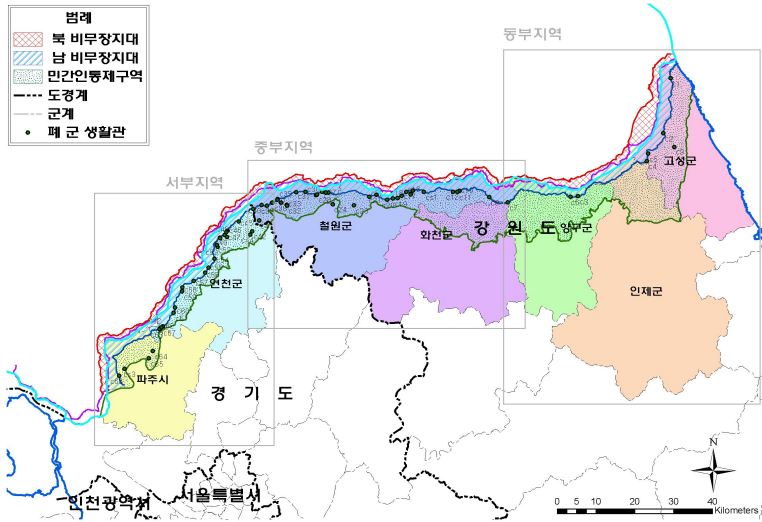 범례
북 비무장지대
남 비무장지대
민간인통제구역
도경계
군계
폐 군 생활관
동부지역
중부지역
서부지역
고성군
강 원 도
철원군
화천군
양구군
연천군
인제군
파주시
경 기 도
인천광역시
서울특별시
N
0 5 10 20 30 40
Kilometers